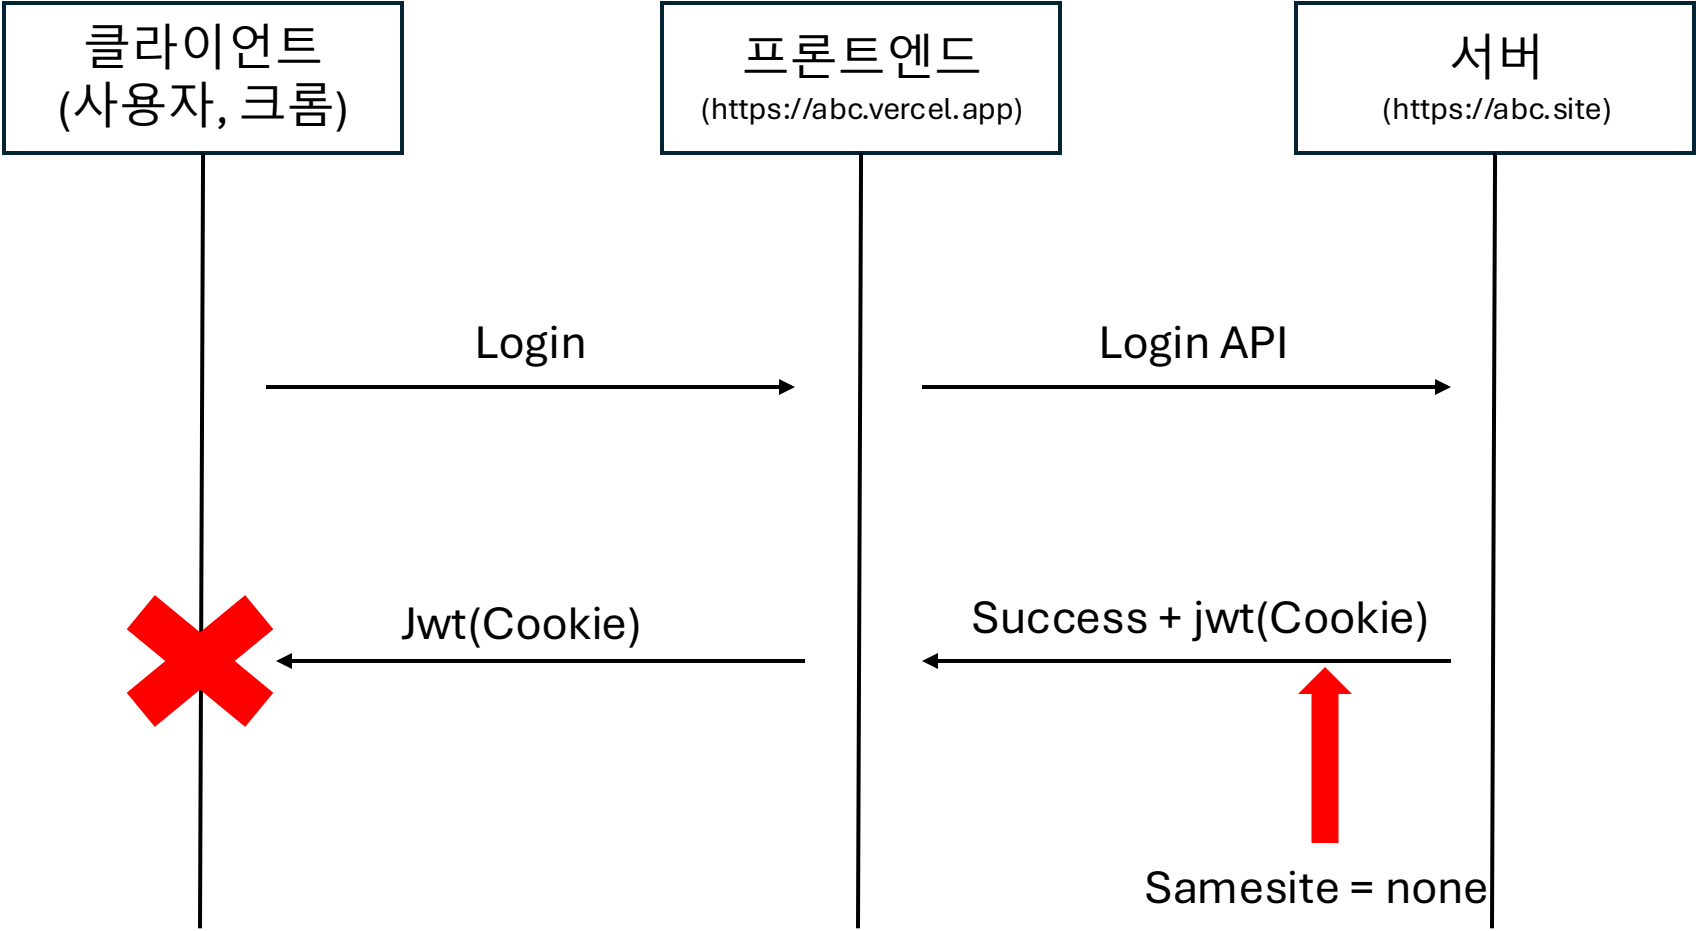 클라이언트
(사용자, 크롬)
프론트엔드
(https://abc.vercel.app)
서버
(https://abc.site)
Login
Login API
Jwt(Cookie)
Success + jwt(Cookie)
Samesite = none